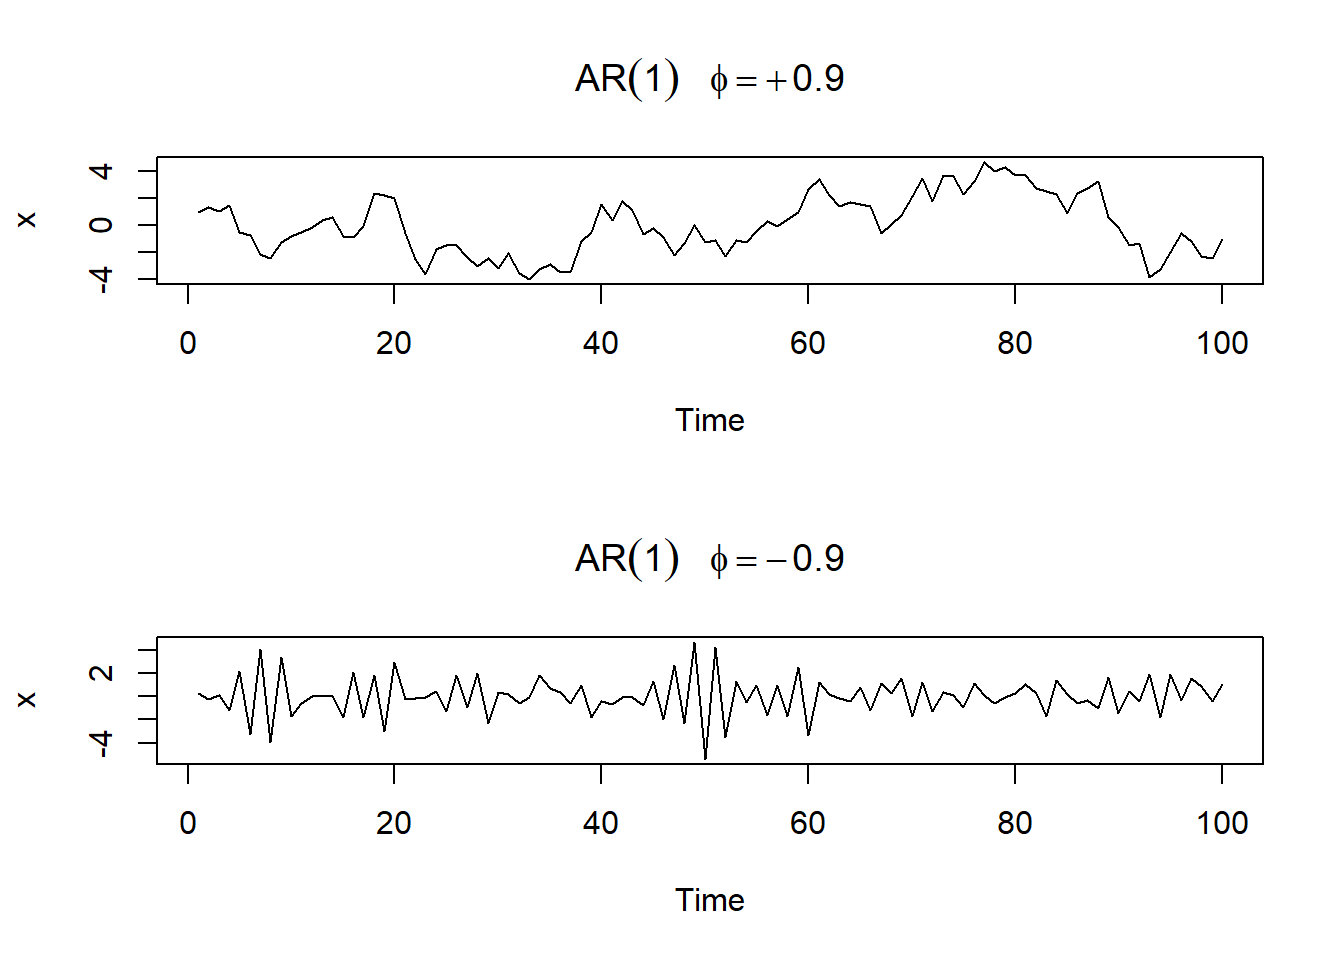 AR(1) ϕ = +0.9
x
4
0
-4
0 20 40 60 80 100
Time
AR(1) ϕ = −0.9
x
2
-4
0 20 40 60 80 100
Time